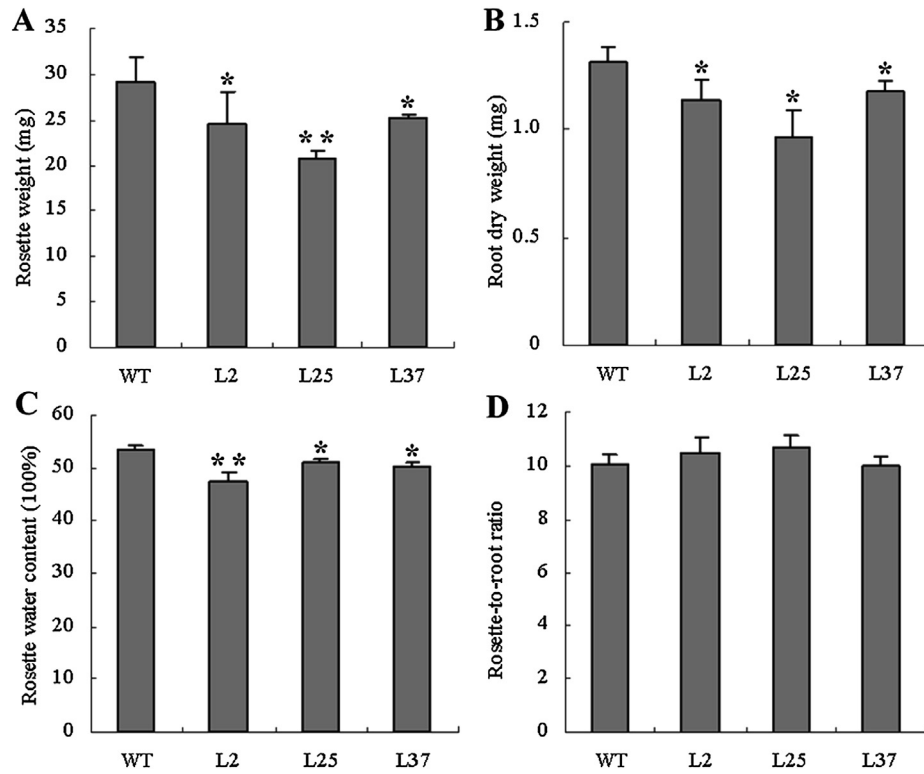 A
Rosette weight (mg)
35
30
25
20
15
10
5
0
*
**
*
WT L2 L25 L37
B
Root dry weight (mg)
1.5
1.0
0.5
0
*
*
*
WT L2 L25 L37
C
Rosette water content (100%)
60
50
40
30
20
10
0
**
*
*
WT L2 L25 L37
D
Rosette-to-root ratio
12
10
8
6
4
2
0
WT L2 L25 L37